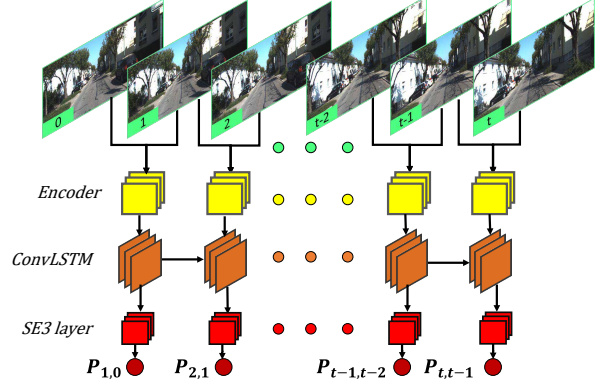 0 1 2 t-2 t-1 t
Encoder
ConvLSTM
SE3 layer
P1,0 P2,1 Pt−1,t−2 Pt,t−1